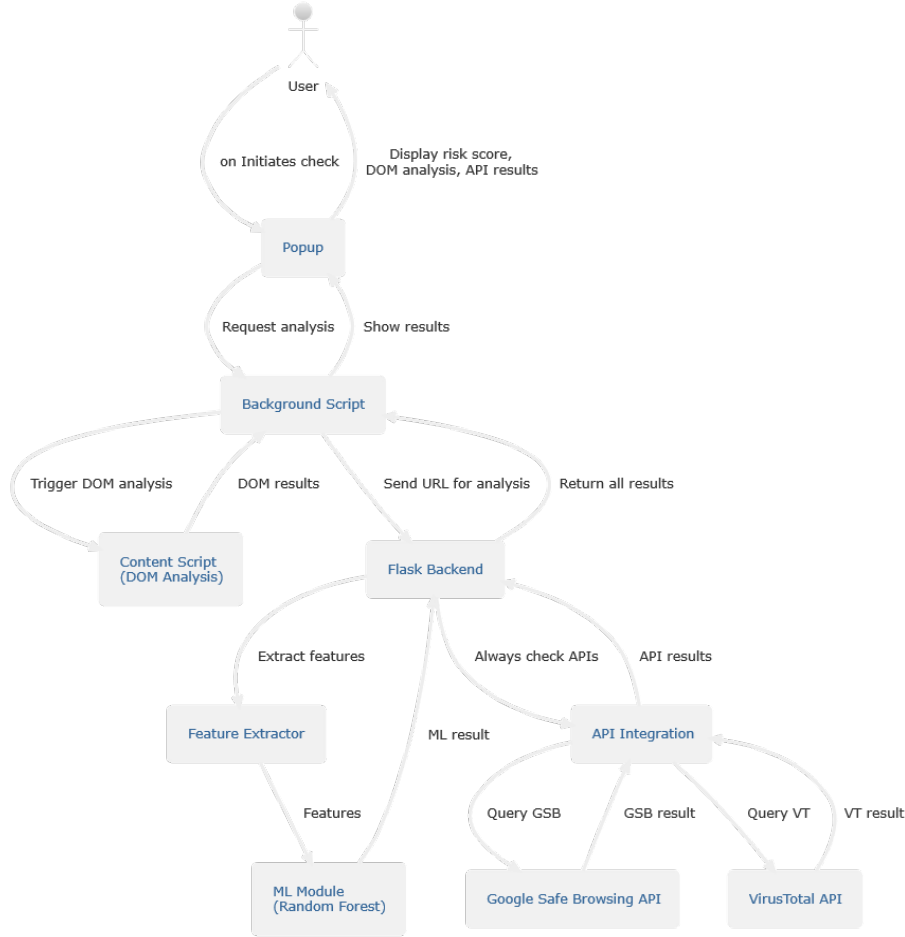 User
on Initiates check
Display risk score,
DOM analysis, API results
Popup
Request analysis
Show results
Background Script
Trigger DOM analysis
DOM results
Send URL for analysis
Return all results
Content Script
(DOM Analysis)
Flask Backend
Extract features
Always check APIs
API results
Feature Extractor
ML result
API Integration
Features
Query GSB
GSB result
Query VT
VT result
ML Module
(Random Forest)
Google Safe Browsing API
VirusTotal API